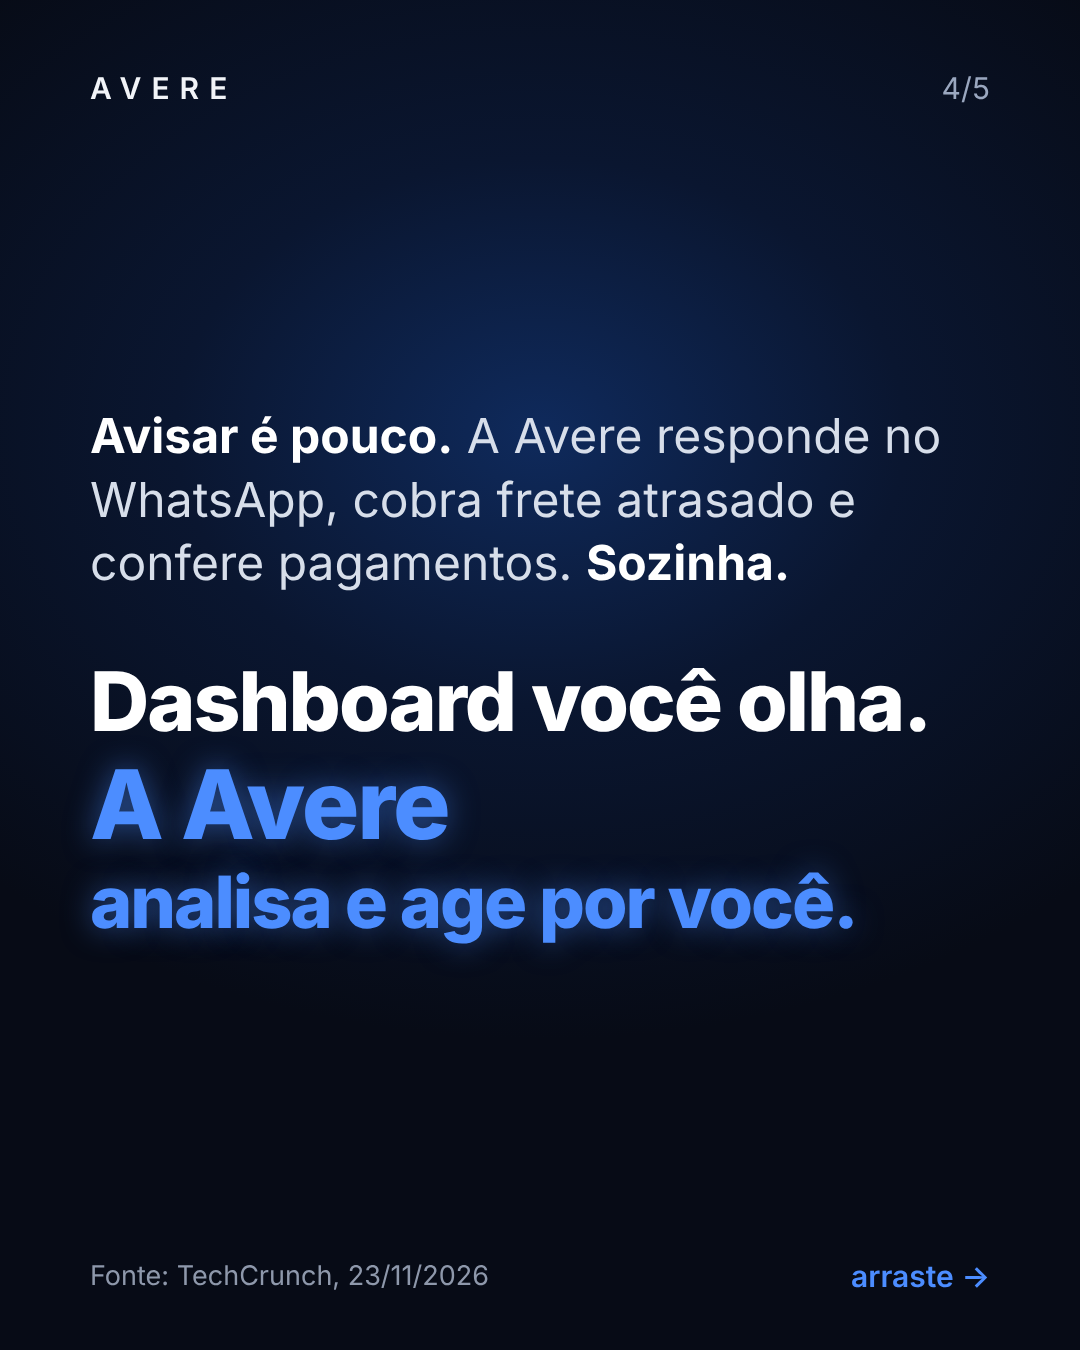 AVERE
4/5
Avisar é pouco. A Avere responde no
WhatsApp, cobra frete atrasado e
confere pagamentos. Sozinha.
Dashboard você olha.
A Avere
analisa e age por você.
Fonte: TechCrunch, 23/11/2026
arraste →